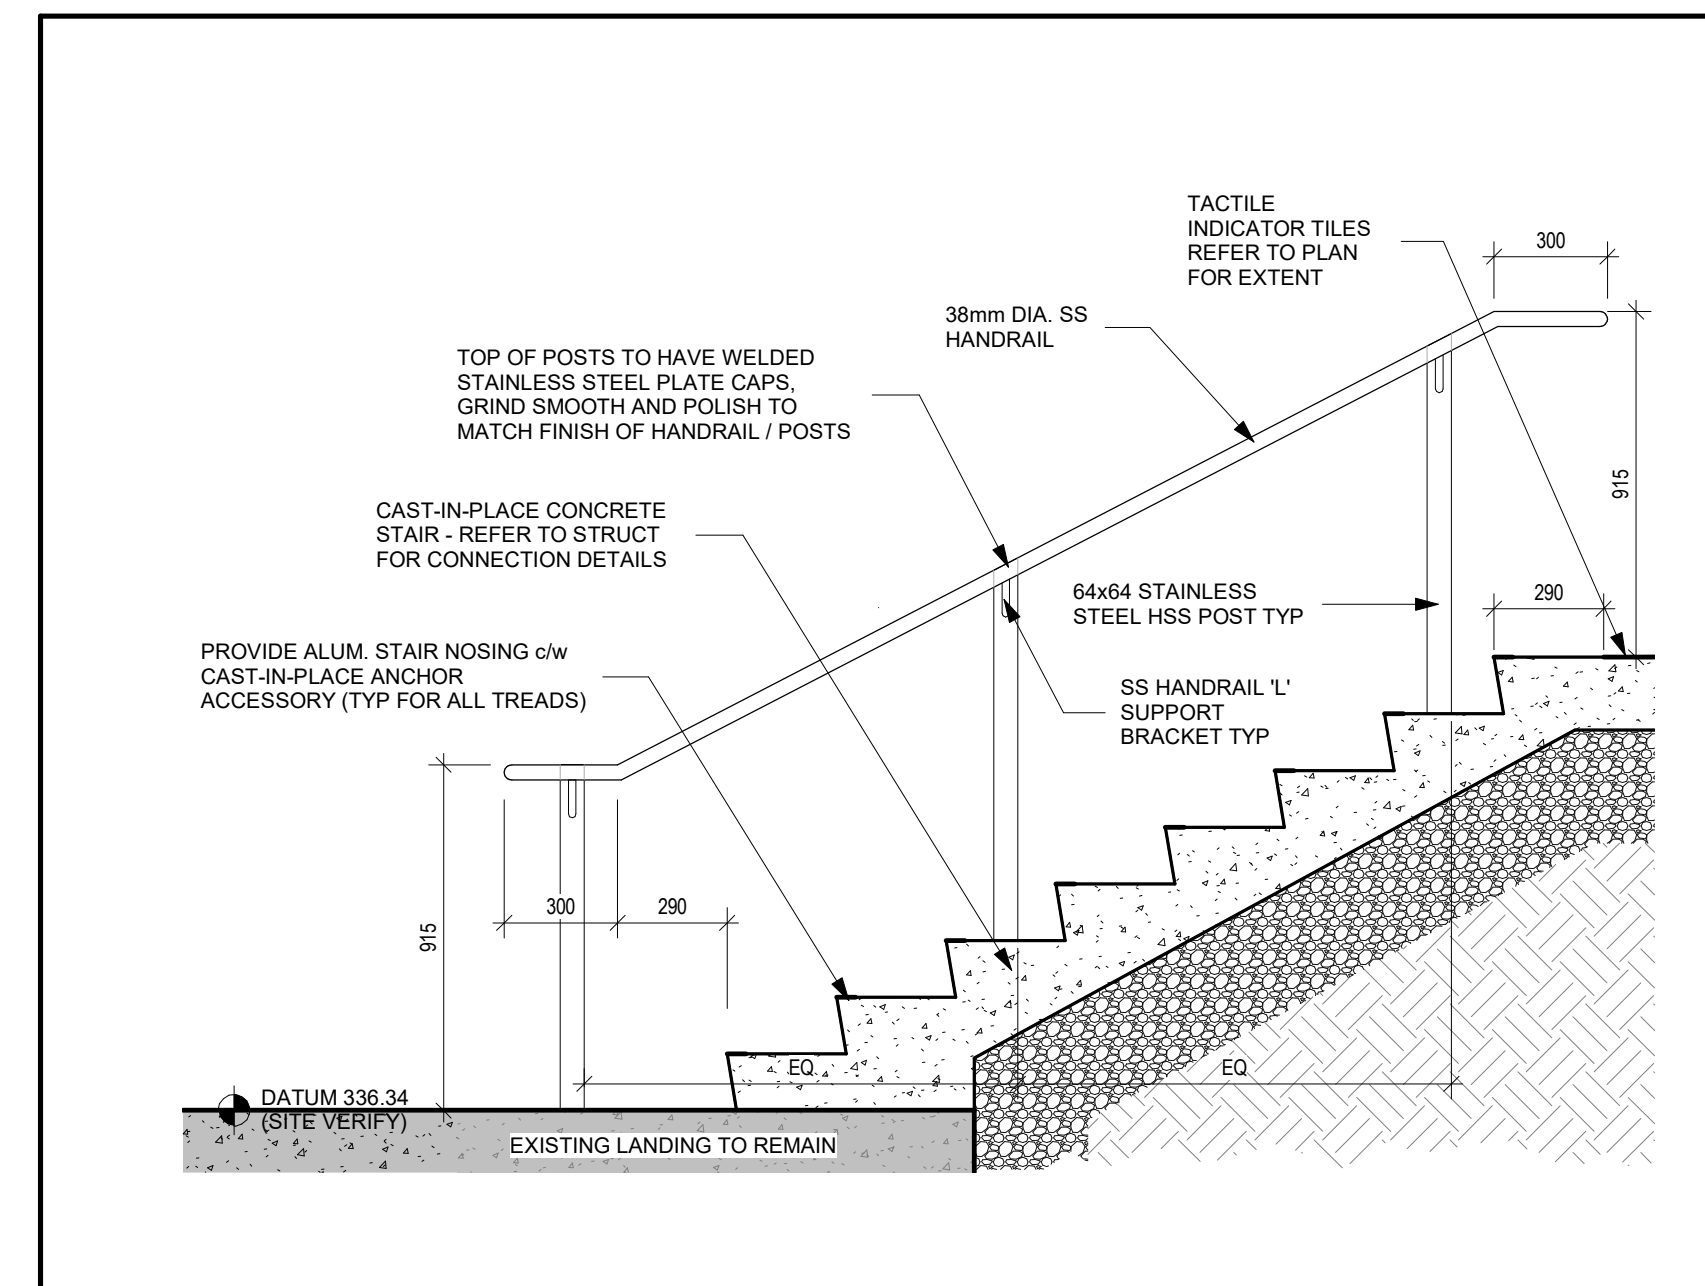 TACTILE
INDICATOR TILES
REFER TO PLAN
FOR EXTENT
300
38mm DIA. SS
HANDRAIL
TOP OF POSTS TO HAVE WELDED
STAINLESS STEEL PLATE CAPS,
GRIND SMOOTH AND POLISH TO
MATCH FINISH OF HANDRAIL / POSTS
915
CAST-IN-PLACE CONCRETE
STAIR - REFER TO STRUCT
FOR CONNECTION DETAILS
64x64 STAINLESS
STEEL HSS POST TYP
290
PROVIDE ALUM. STAIR NOSING c/w
CAST-IN-PLACE ANCHOR
ACCESSORY (TYP FOR ALL TREADS)
SS HANDRAIL 'L'
SUPPORT
BRACKET TYP
300
290
915
EQ
EQ
DATUM 336.34
(SITE VERIFY)
EXISTING LANDING TO REMAIN